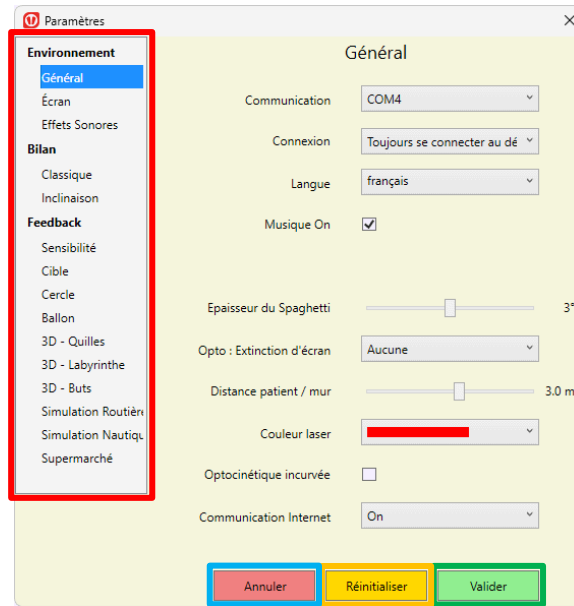 Paramètres
Environnement
Général
Écran
Effets Sonores
Bilan
Classique
Inclinaison
Feedback
Sensibilité
Cible
Cercle
Ballon
3D - Quilles
3D - Labyrinthe
3D - Buts
Simulation Routière
Simulation Nautiqu
Supermarché
Général
Communication COM4
Connexion Toujours se connecter au dé
Langue français
Musique On
Epaisseur du Spaghetti 3°
Opto : Extinction d'écran Aucune
Distance patient / mur 3.0 m
Couleur laser
Optocinétique incurvée
Communication Internet On
Annuler Réinitialiser Valider